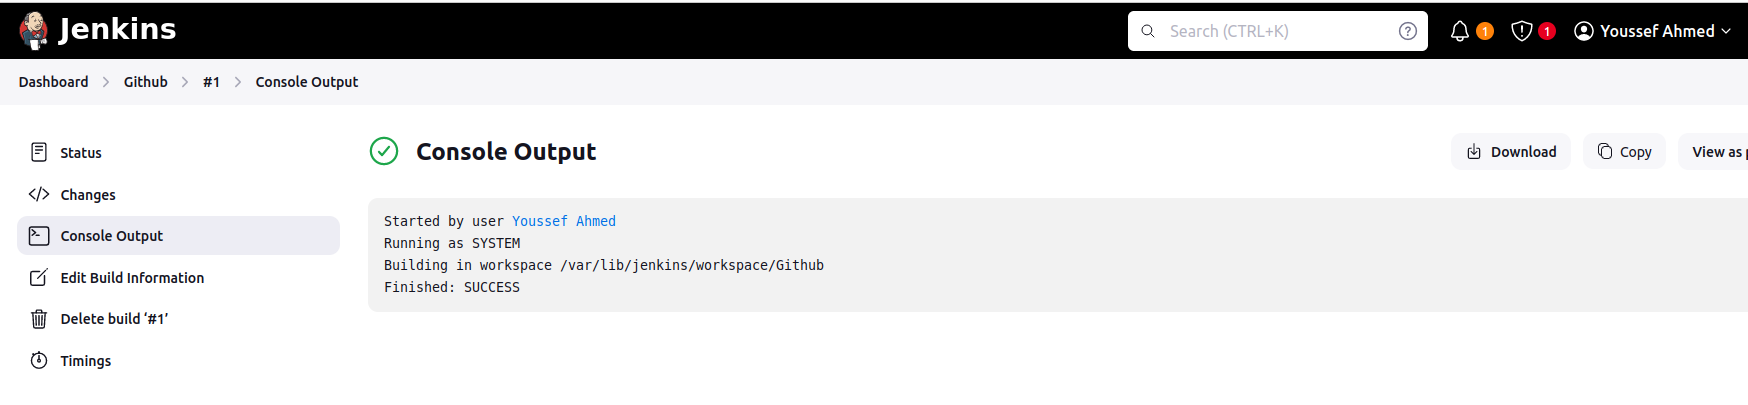 Jenkins
Search (CTRL+K)
1
1
Youssef Ahmed
Dashboard > Github > #1 > Console Output
Status
Changes
Console Output
Edit Build Information
Delete build ‘#1’
Timings
Console Output
Download
Copy
View as
Started by user Youssef Ahmed
Running as SYSTEM
Building in workspace /var/lib/jenkins/workspace/Github
Finished: SUCCESS